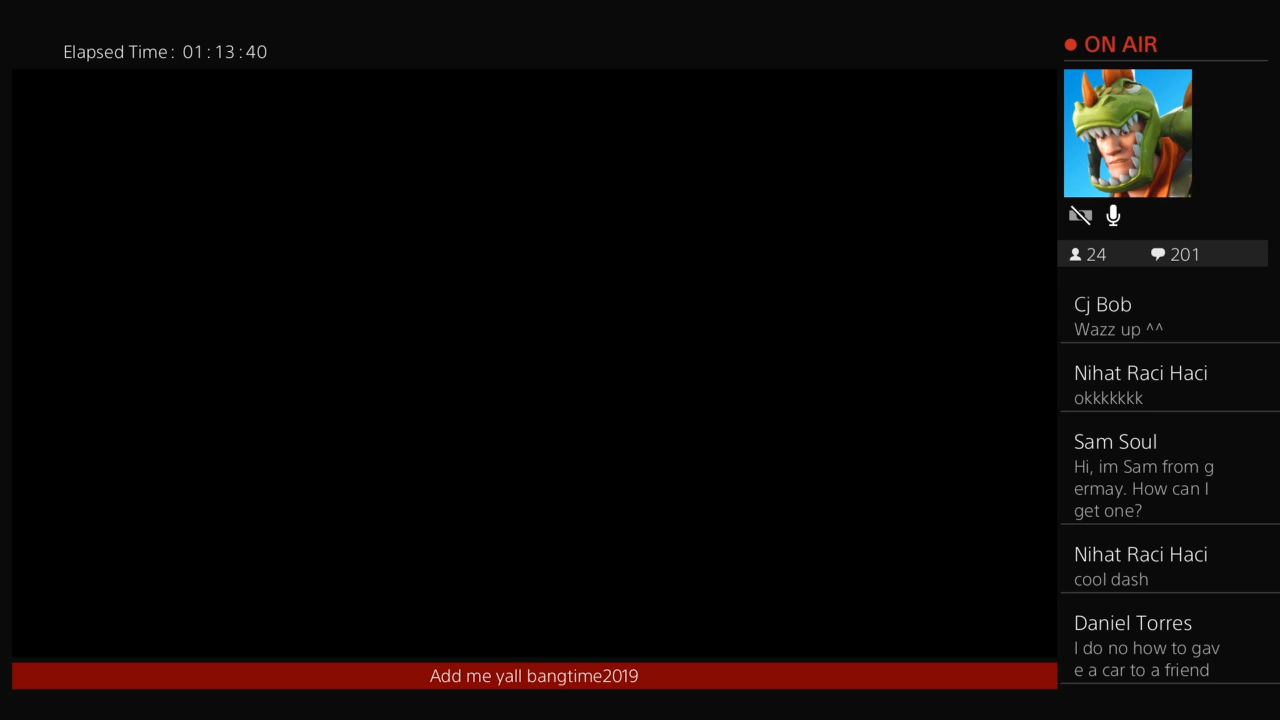 Elapsed Time: 01:13:40
ON AIR
24 201
Cj Bob
Wazz up ^^
Nihat Raci Haci
okkkkkkk
Sam Soul
Hi, im Sam from g
ermay. How can I
get one?
Nihat Raci Haci
cool dash
Daniel Torres
I do no how to gav
e a car to a friend
Add me yall bangtime2019